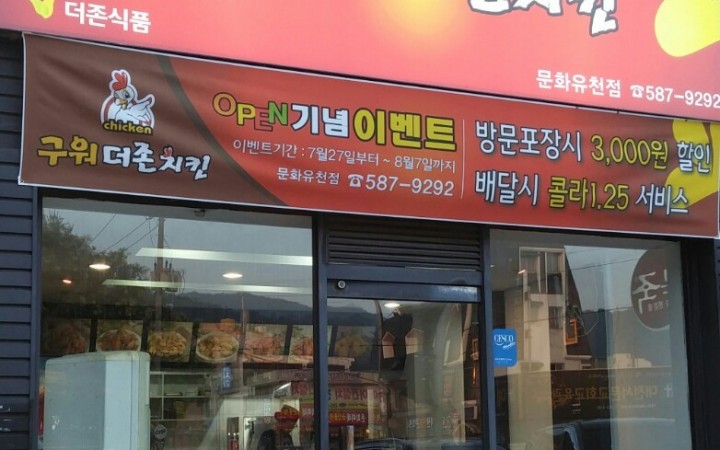 더존식품
문화유천점 ☎587-9292
chicken
구워더존치킨
OPEN기념이벤트
이벤트기간 : 7월27일부터 ~ 8월7일까지
문화유천점 ☎587-9292
방문포장시 3,000원 할인
배달시 콜라1.25 서비스
CESCO